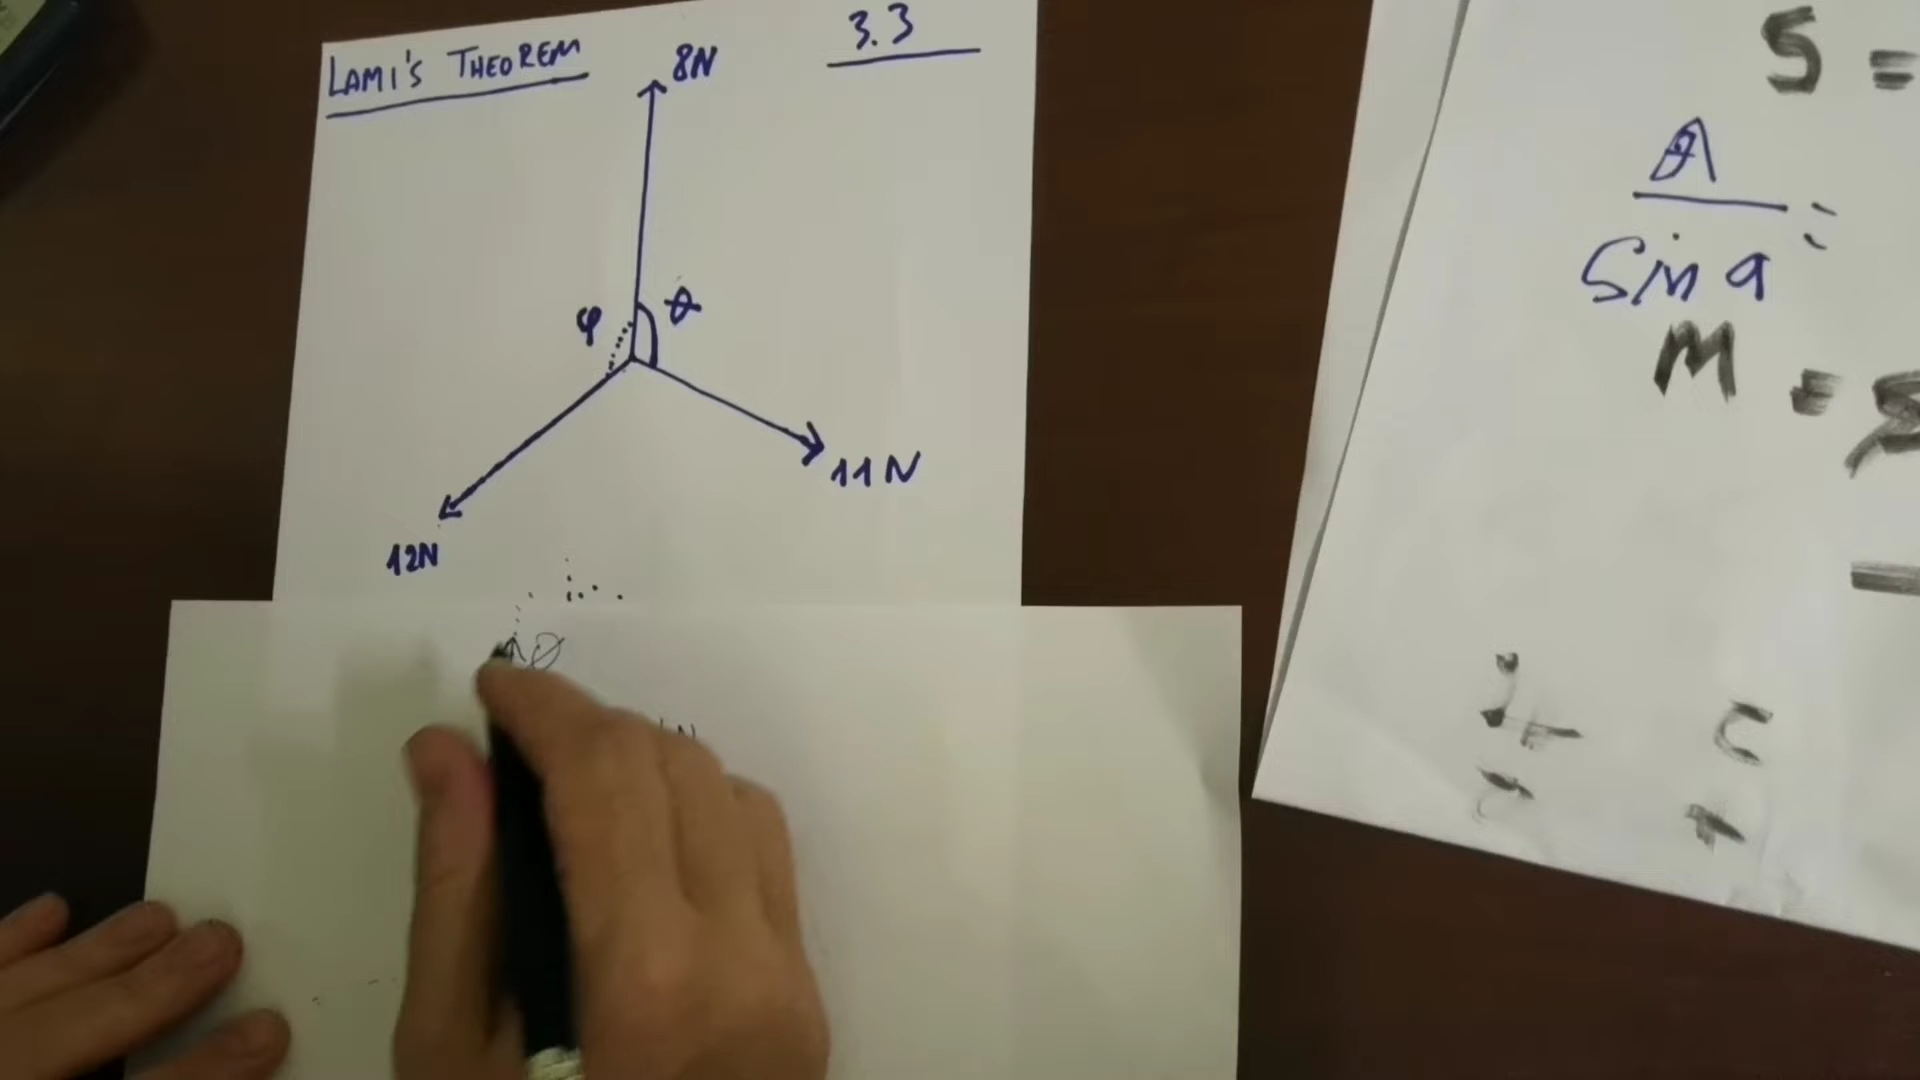 LAMI'S THEOREM
3.3
8N
φ
θ
11N
12N
S =
A
Sin a
=
M =